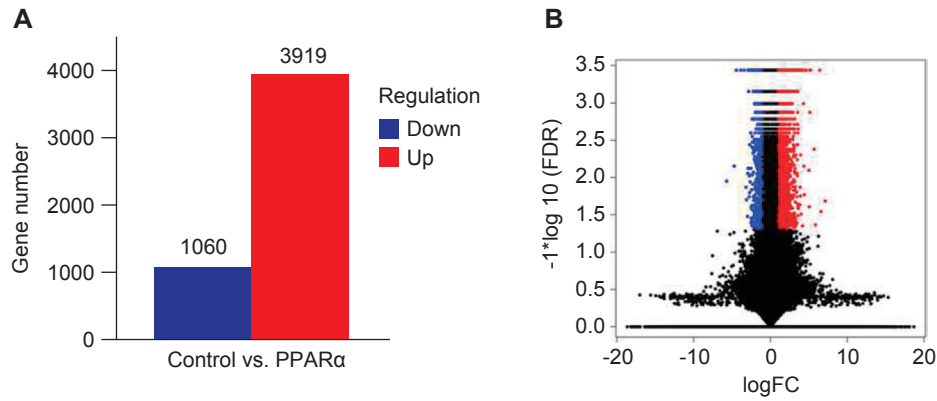 A
Gene number
4000
3000
2000
1000
0
1060
3919
Control vs. PPARα
Regulation
Down
Up
B
-1*log 10 (FDR)
3.5
3.0
2.5
2.0
1.5
1.0
0.5
0.0
-20 -10 0 10 20
logFC